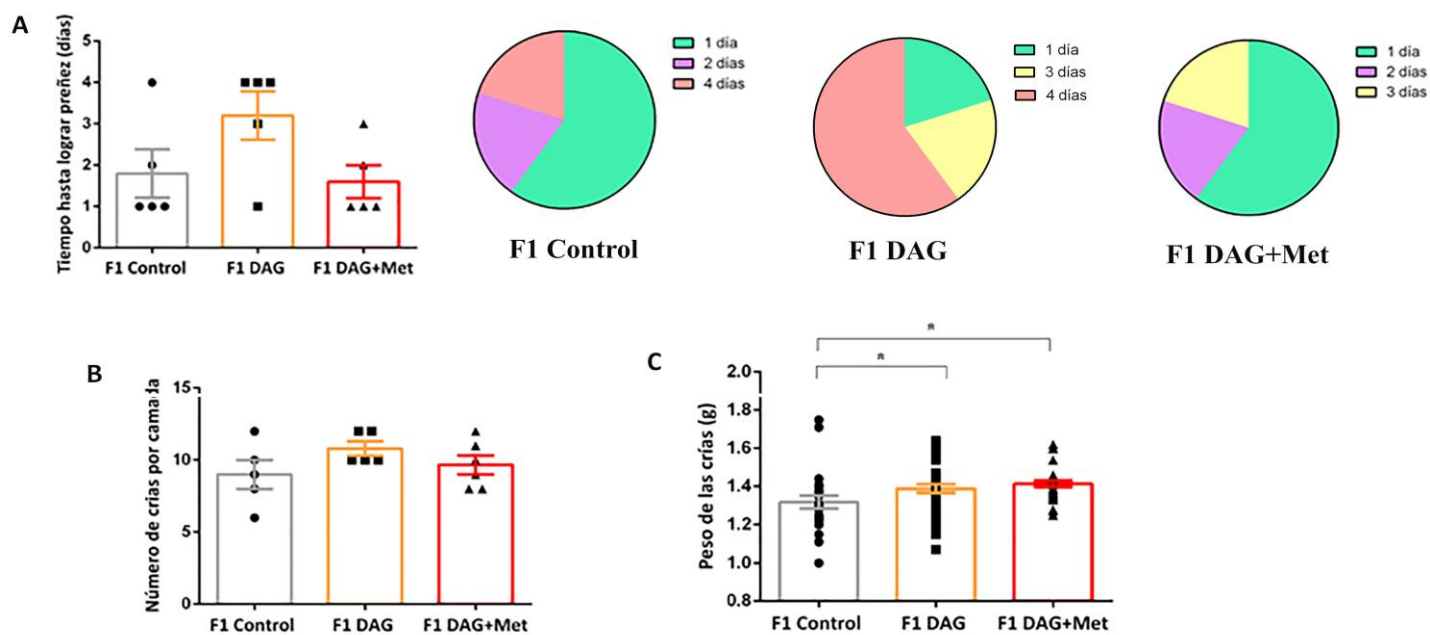 A
Tiempo hasta lograr preñez (días)
5
4
3
2
1
0
F1 Control
F1 DAG
F1 DAG+Met
1 día
2 días
4 días
F1 Control
1 día
3 días
4 días
F1 DAG
1 día
2 días
3 días
F1 DAG+Met
B
Número de crias por camada
15
10
5
0
F1 Control
F1 DAG
F1 DAG+Met
C
*
*
Peso de las crías (g)
2.0
1.8
1.6
1.4
1.2
1.0
0.8
F1 Control
F1 DAG
F1 DAG+Met